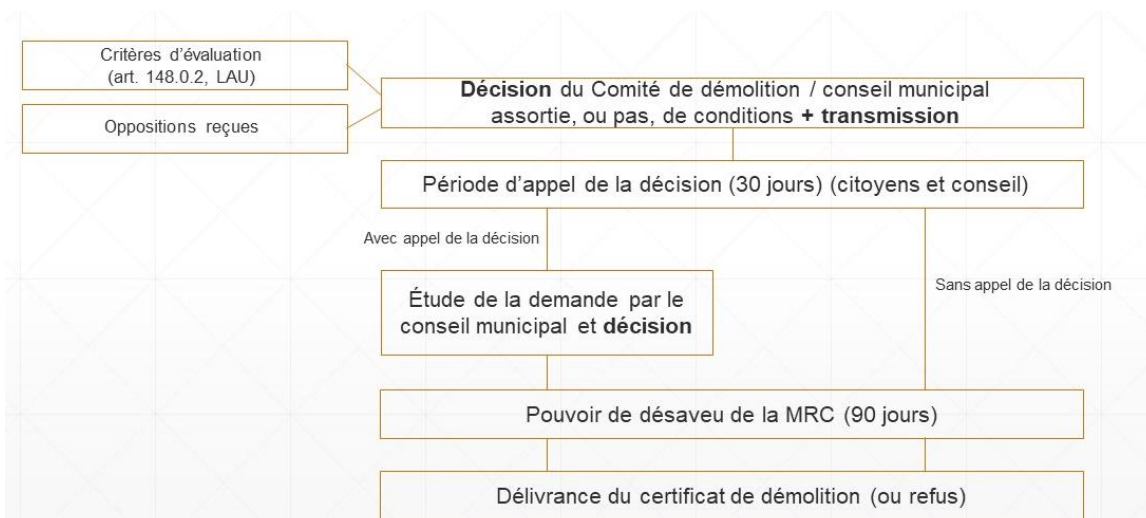 Critères d'évaluation
(art. 148.0.2, LAU)
Oppositions reçues
Décision du Comité de démolition / conseil municipal
assortie, ou pas, de conditions + transmission
Période d'appel de la décision (30 jours) (citoyens et conseil)
Avec appel de la décision
Sans appel de la décision
Étude de la demande par le
conseil municipal et décision
Pouvoir de désaveu de la MRC (90 jours)
Délivrance du certificat de démolition (ou refus)